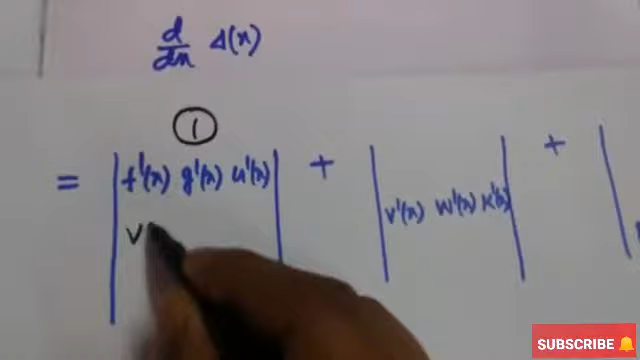 d/dx Δ(x)
①
= | f'(x) g'(x) u'(x) | + | | + |
v'(x) w'(x) k'(x)
v
SUBSCRIBE 🔔